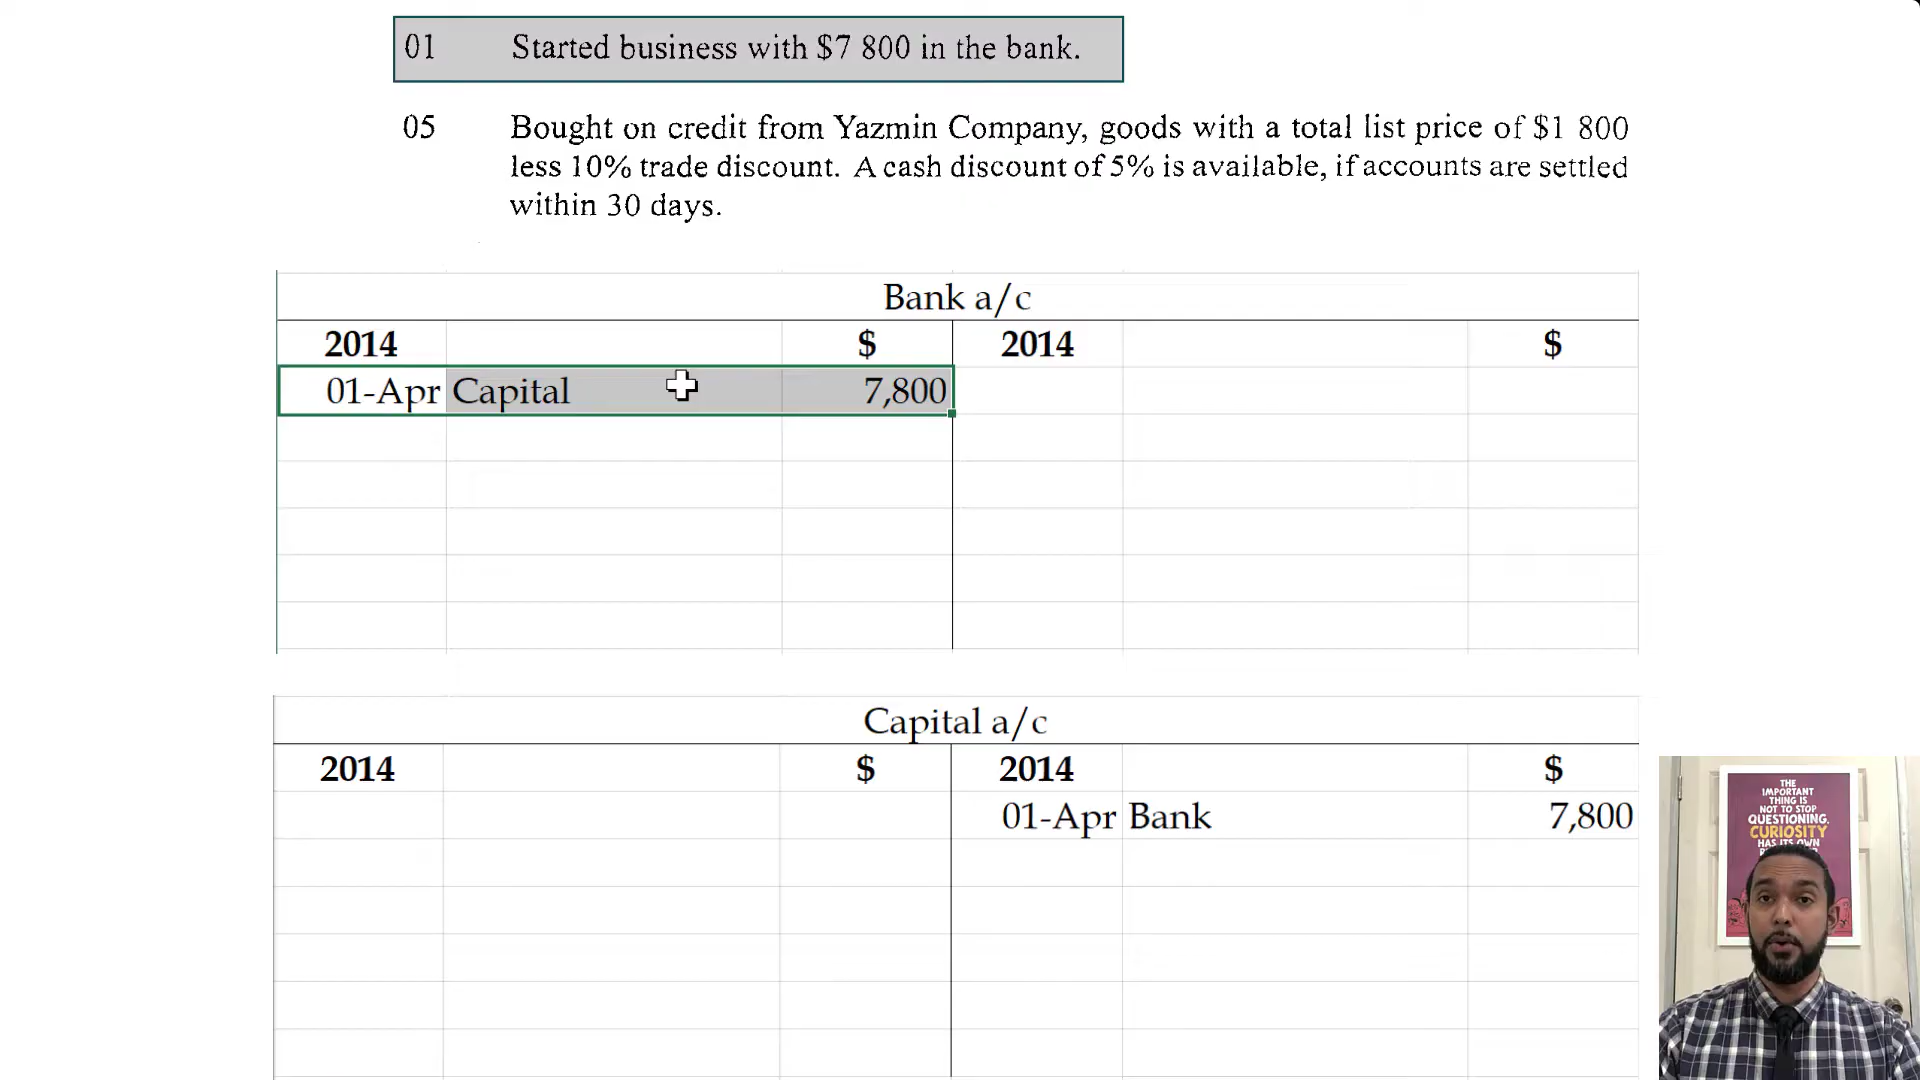 01 Started business with $7 800 in the bank.
05 Bought on credit from Yazmin Company, goods with a total list price of $1 800
less 10% trade discount. A cash discount of 5% is available, if accounts are settled
within 30 days.
Bank a/c
2014 $ 2014 $
01-Apr Capital 7,800
Capital a/c
2014 $ 2014 $
01-Apr Bank 7,800
THE
IMPORTANT
THING IS
NOT TO STOP
QUESTIONING.
CURIOSITY
HAS ITS OWN